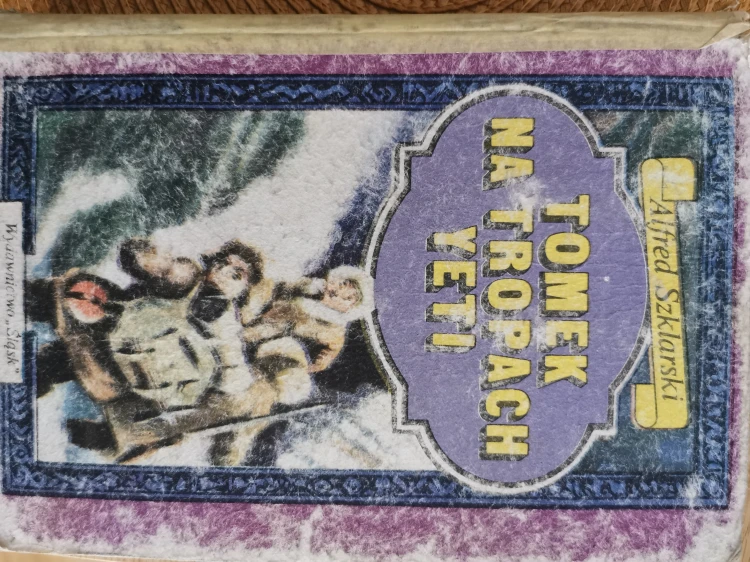 Alfred Szklarski
TOMEK
NA TROPACH
YETI
Wydawnictwo „Śląsk”